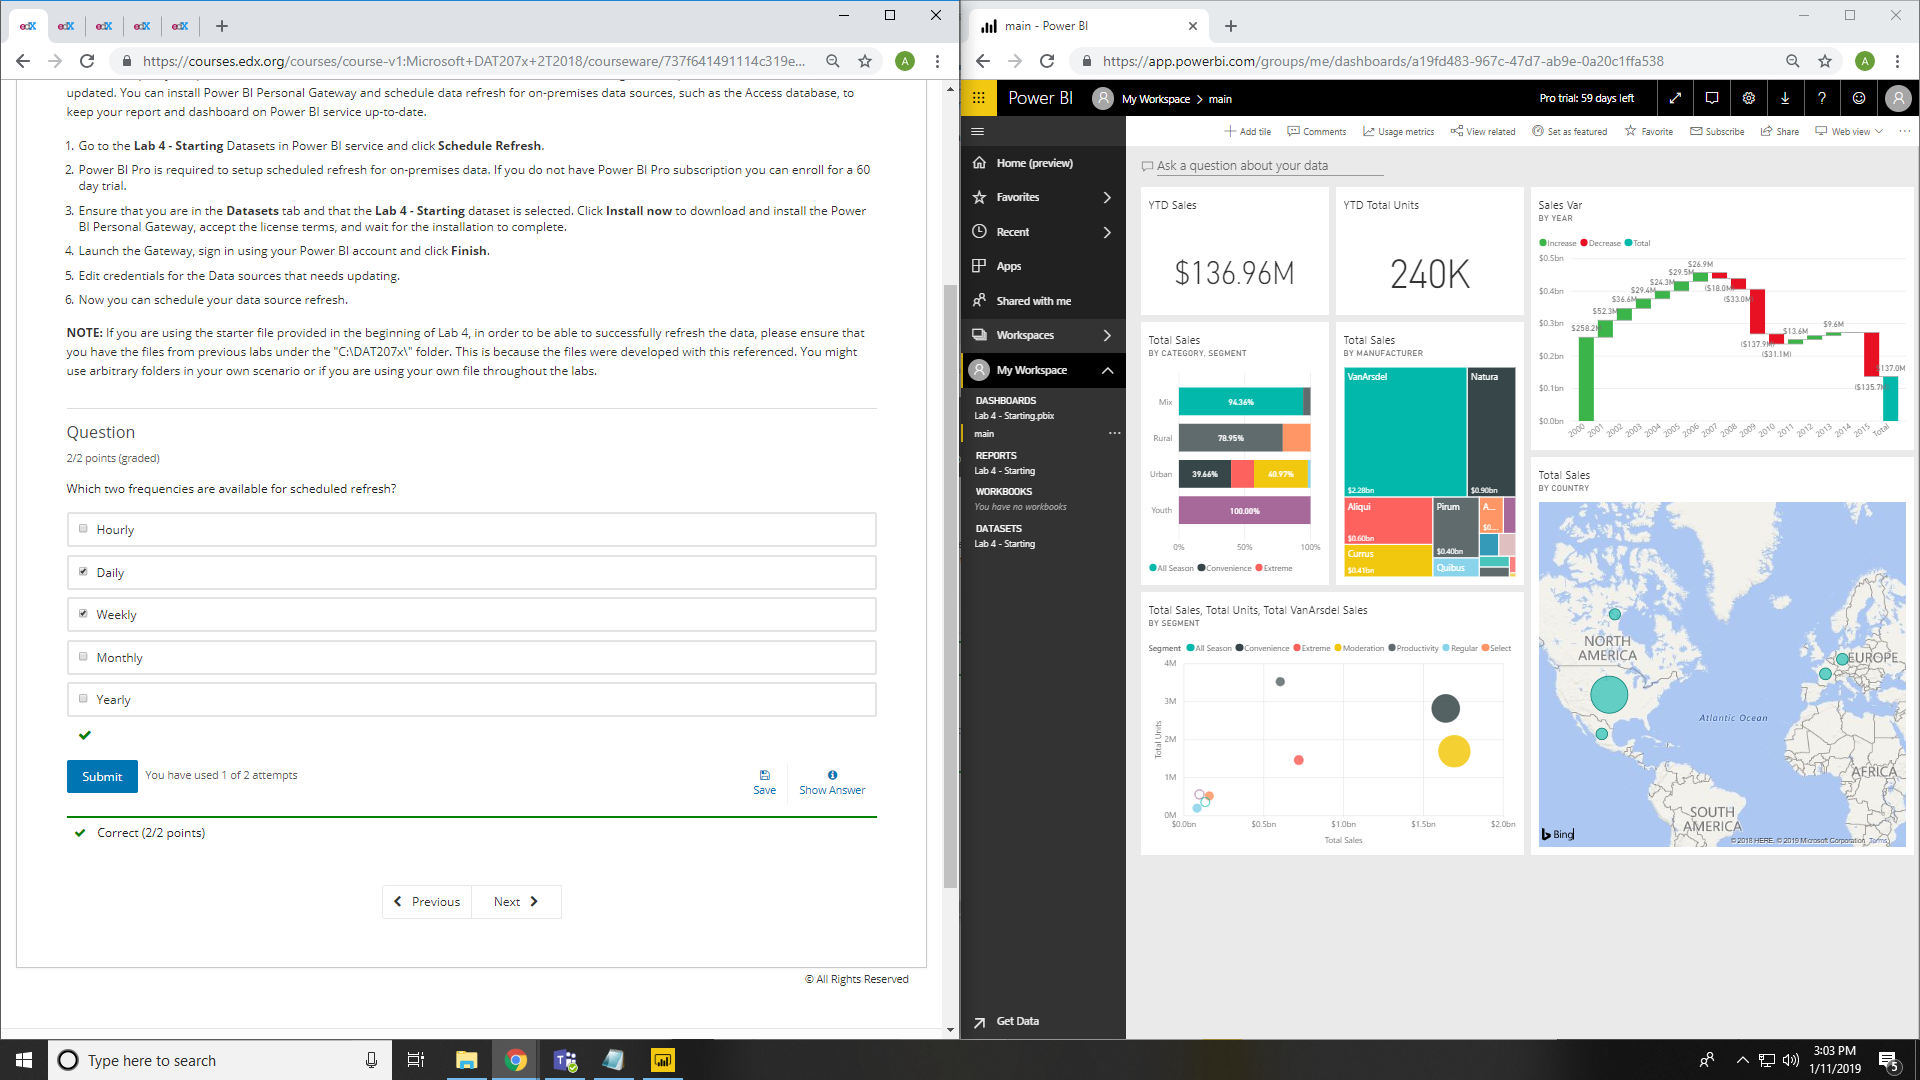 edX
edX
edX
edX
edX
https://courses.edx.org/courses/course-v1:Microsoft+DAT207x+2T2018/courseware/737f641491114c319e...
A
updated. You can install Power BI Personal Gateway and schedule data refresh for on-premises data sources, such as the Access database, to
keep your report and dashboard on Power BI service up-to-date.
1. Go to the Lab 4 - Starting Datasets in Power BI service and click Schedule Refresh.
2. Power BI Pro is required to setup scheduled refresh for on-premises data. If you do not have Power BI Pro subscription you can enroll for a 60
day trial.
3. Ensure that you are in the Datasets tab and that the Lab 4 - Starting dataset is selected. Click Install now to download and install the Power
BI Personal Gateway, accept the license terms, and wait for the installation to complete.
4. Launch the Gateway, sign in using your Power BI account and click Finish.
5. Edit credentials for the Data sources that needs updating.
6. Now you can schedule your data source refresh.
NOTE: If you are using the starter file provided in the beginning of Lab 4, in order to be able to successfully refresh the data, please ensure that
you have the files from previous labs under the "C:\DAT207x\" folder. This is because the files were developed with this referenced. You might
use arbitrary folders in your own scenario or if you are using your own file throughout the labs.
Question
2/2 points (graded)
Which two frequencies are available for scheduled refresh?
Hourly
Daily
Weekly
Monthly
Yearly
Submit
You have used 1 of 2 attempts
Save
Show Answer
Correct (2/2 points)
Previous
Next
© All Rights Reserved
main - Power BI
https://app.powerbi.com/groups/me/dashboards/a19fd483-967c-47d7-ab9e-0a20c1ffa538
A
Power BI
My Workspace > main
Pro trial: 59 days left
Add tile
Comments
Usage metrics
View related
Set as featured
Favorite
Subscribe
Share
Web view
Home (preview)
Favorites
Recent
Apps
Shared with me
Workspaces
My Workspace
DASHBOARDS
Lab 4 - Starting.pbix
main
REPORTS
Lab 4 - Starting
WORKBOOKS
You have no workbooks
DATASETS
Lab 4 - Starting
Get Data
Ask a question about your data
YTD Sales
$136.96M
YTD Total Units
240K
Total Sales
BY CATEGORY, SEGMENT
Mix
94.36%
Rural
78.95%
Urban
39.66%
40.97%
Youth
100.00%
0%
50%
100%
All Season
Convenience
Extreme
Total Sales
BY MANUFACTURER
VanArsdel
$2.28bn
Natura
$0.90bn
Aliqui
$0.60bn
Pirum
$0.40bn
A...
$0...
Currus
$0.41bn
Quibus
Sales Var
BY YEAR
Increase
Decrease
Total
$0.5bn
$0.4bn
$0.3bn
$0.2bn
$0.1bn
$0.0bn
$258.2M
$52.3M
$36.6M
$29.4M
$24.3M
$29.5M
$26.9M
($18.0M)
($33.0M)
($137.9M)
($31.1M)
$13.6M
$9.6M
($135.7M)
$137.0M
2000
2001
2002
2003
2004
2005
2006
2007
2008
2009
2010
2011
2012
2013
2014
2015
Total
Total Sales, Total Units, Total VanArsdel Sales
BY SEGMENT
Segment
All Season
Convenience
Extreme
Moderation
Productivity
Regular
Select
Total Units
4M
3M
2M
1M
0M
$0.0bn
$0.5bn
$1.0bn
$1.5bn
$2.0bn
Total Sales
Total Sales
BY COUNTRY
NORTH
AMERICA
EUROPE
Atlantic Ocean
AFRICA
SOUTH
AMERICA
Bing
© 2018 HERE, © 2019 Microsoft Corporation Terms
Type here to search
3:03 PM
1/11/2019
5